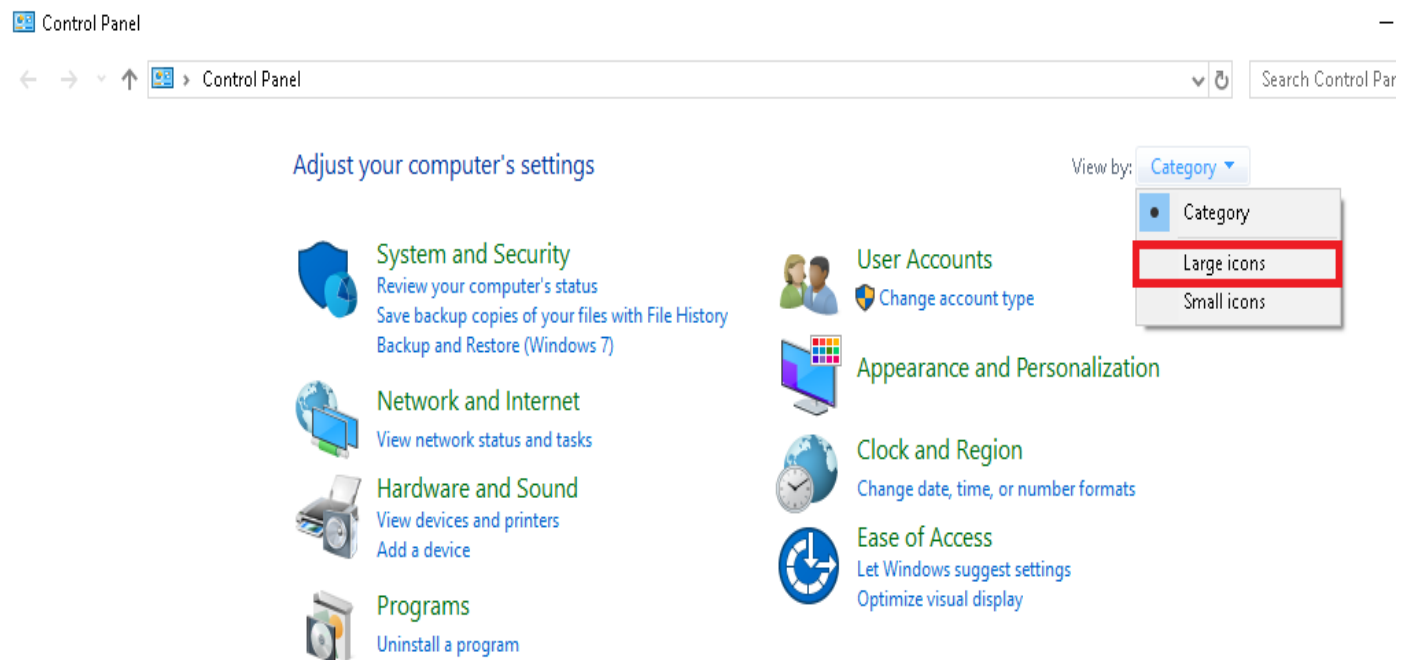 Control Panel
Control Panel
Search Control Par
Adjust your computer's settings
View by: Category
Category
Large icons
Small icons
System and Security
Review your computer's status
Save backup copies of your files with File History
Backup and Restore (Windows 7)
Network and Internet
View network status and tasks
Hardware and Sound
View devices and printers
Add a device
Programs
Uninstall a program
User Accounts
Change account type
Appearance and Personalization
Clock and Region
Change date, time, or number formats
Ease of Access
Let Windows suggest settings
Optimize visual display